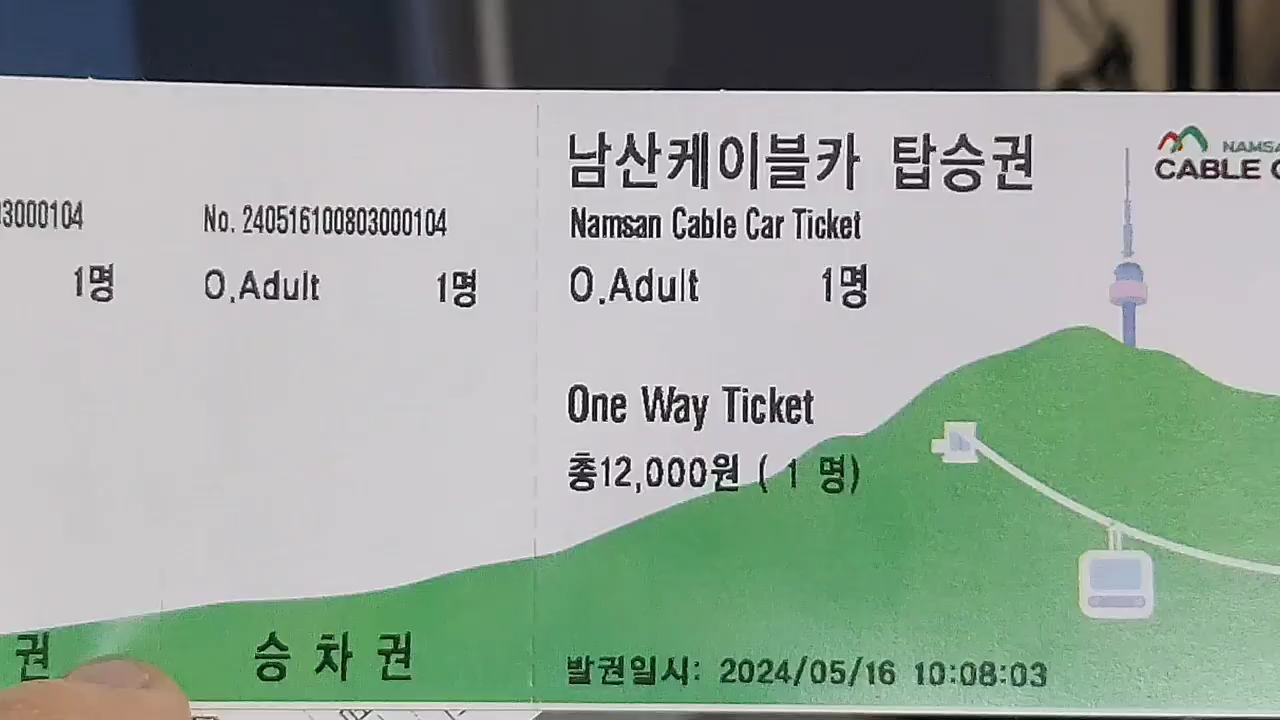 3000104
1명
권
No. 240516100803000104
O.Adult 1명
승 차 권
남산케이블카 탑승권
Namsan Cable Car Ticket
O.Adult 1명
One Way Ticket
총12,000원 ( 1 명)
발권일시: 2024/05/16 10:08:03
NAMSA
CABLE C